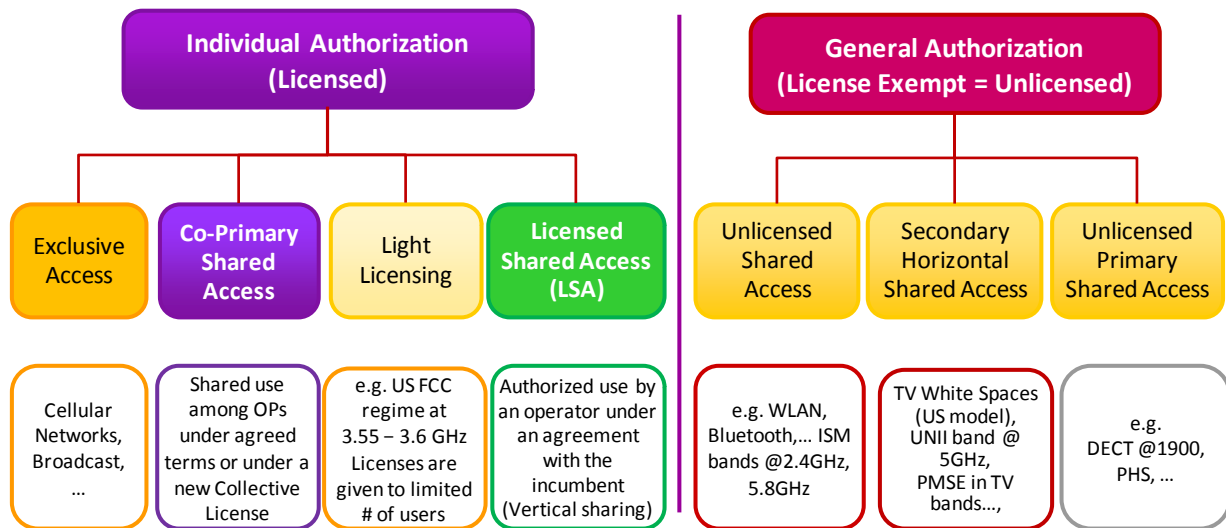 Individual Authorization
(Licensed)
General Authorization
(License Exempt = Unlicensed)
Exclusive
Access
Co-Primary
Shared
Access
Light
Licensing
Licensed
Shared Access
(LSA)
Unlicensed
Shared
Access
Secondary
Horizontal
Shared Access
Unlicensed
Primary
Shared Access
Cellular
Networks,
Broadcast,
…
Shared use
among OPs
under agreed
terms or under a
new Collective
License
e.g. US FCC
regime at
3.55 – 3.6 GHz
Licenses are
given to limited
# of users
Authorized use by
an operator under
an agreement
with the
incumbent
(Vertical sharing)
e.g. WLAN,
Bluetooth,… ISM
bands @2.4GHz,
5.8GHz
TV White Spaces
(US model),
UNII band @
5GHz,
PMSE in TV
bands…,
e.g.
DECT @1900,
PHS, …